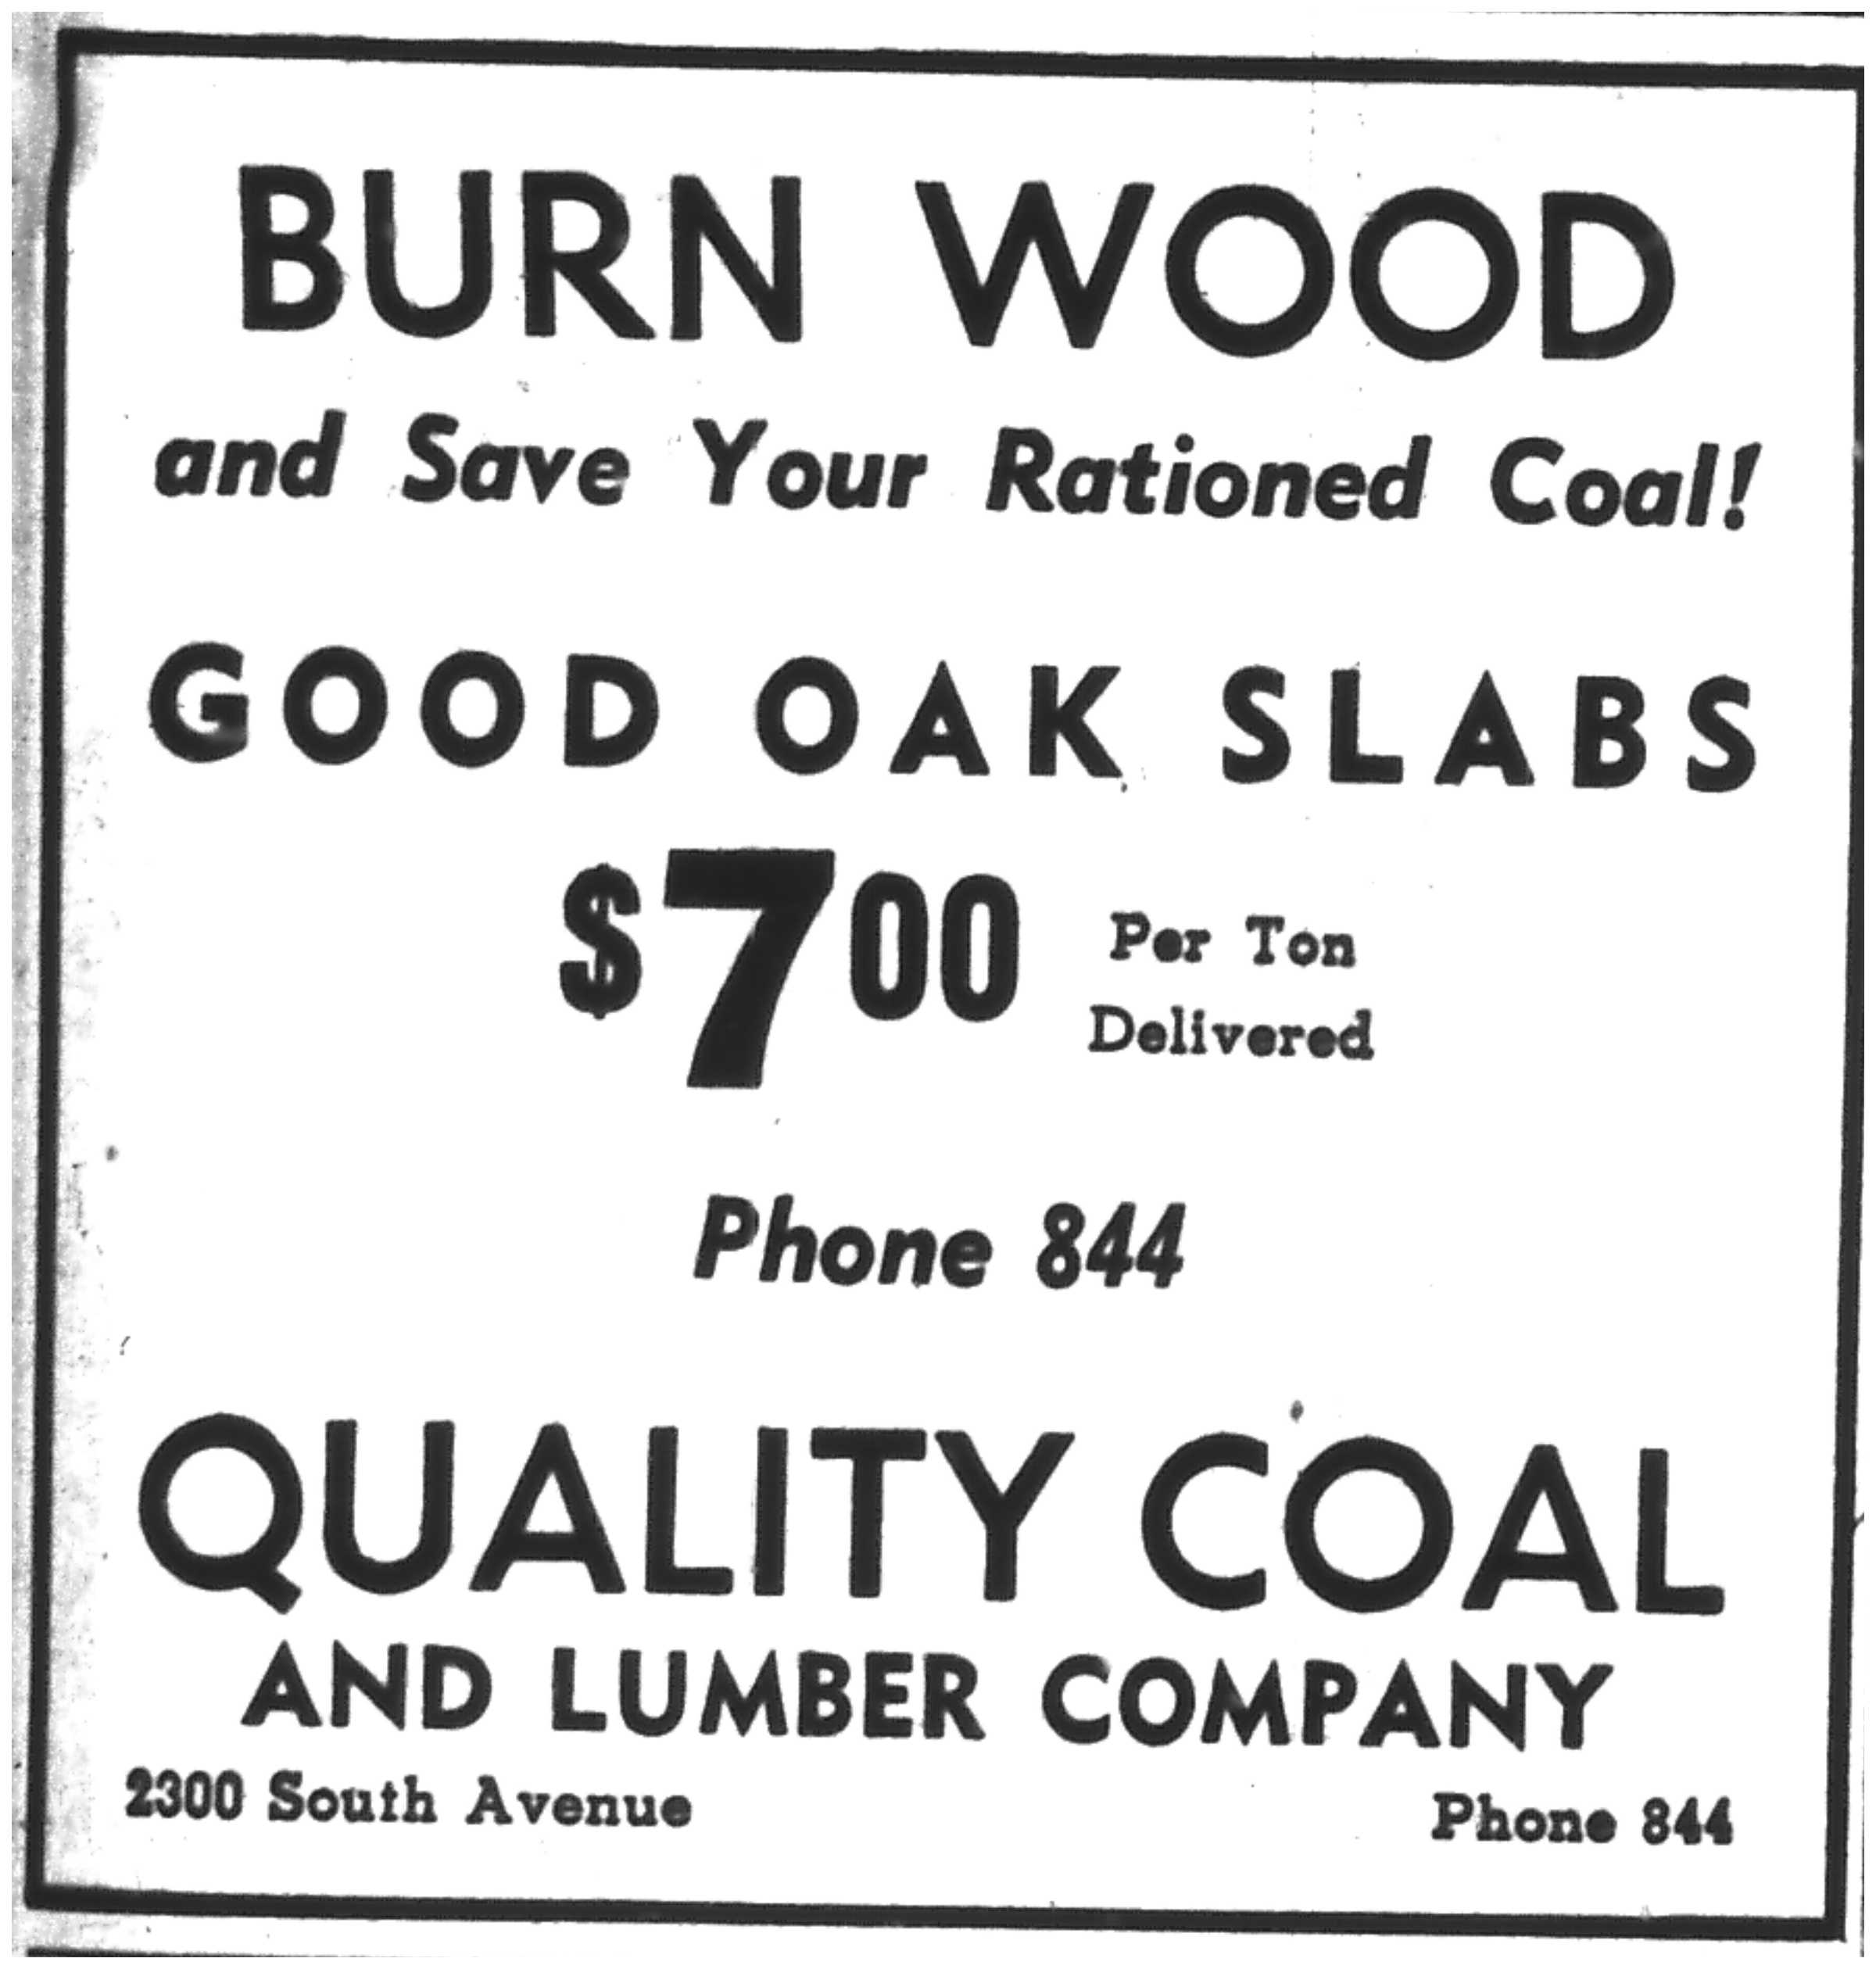 BURN WOOD
and Save Your Rationed Coal!
GOOD OAK SLABS
$7.00 Per Ton
Delivered
Phone 844
QUALITY COAL
AND LUMBER COMPANY
2300 South Avenue Phone 844